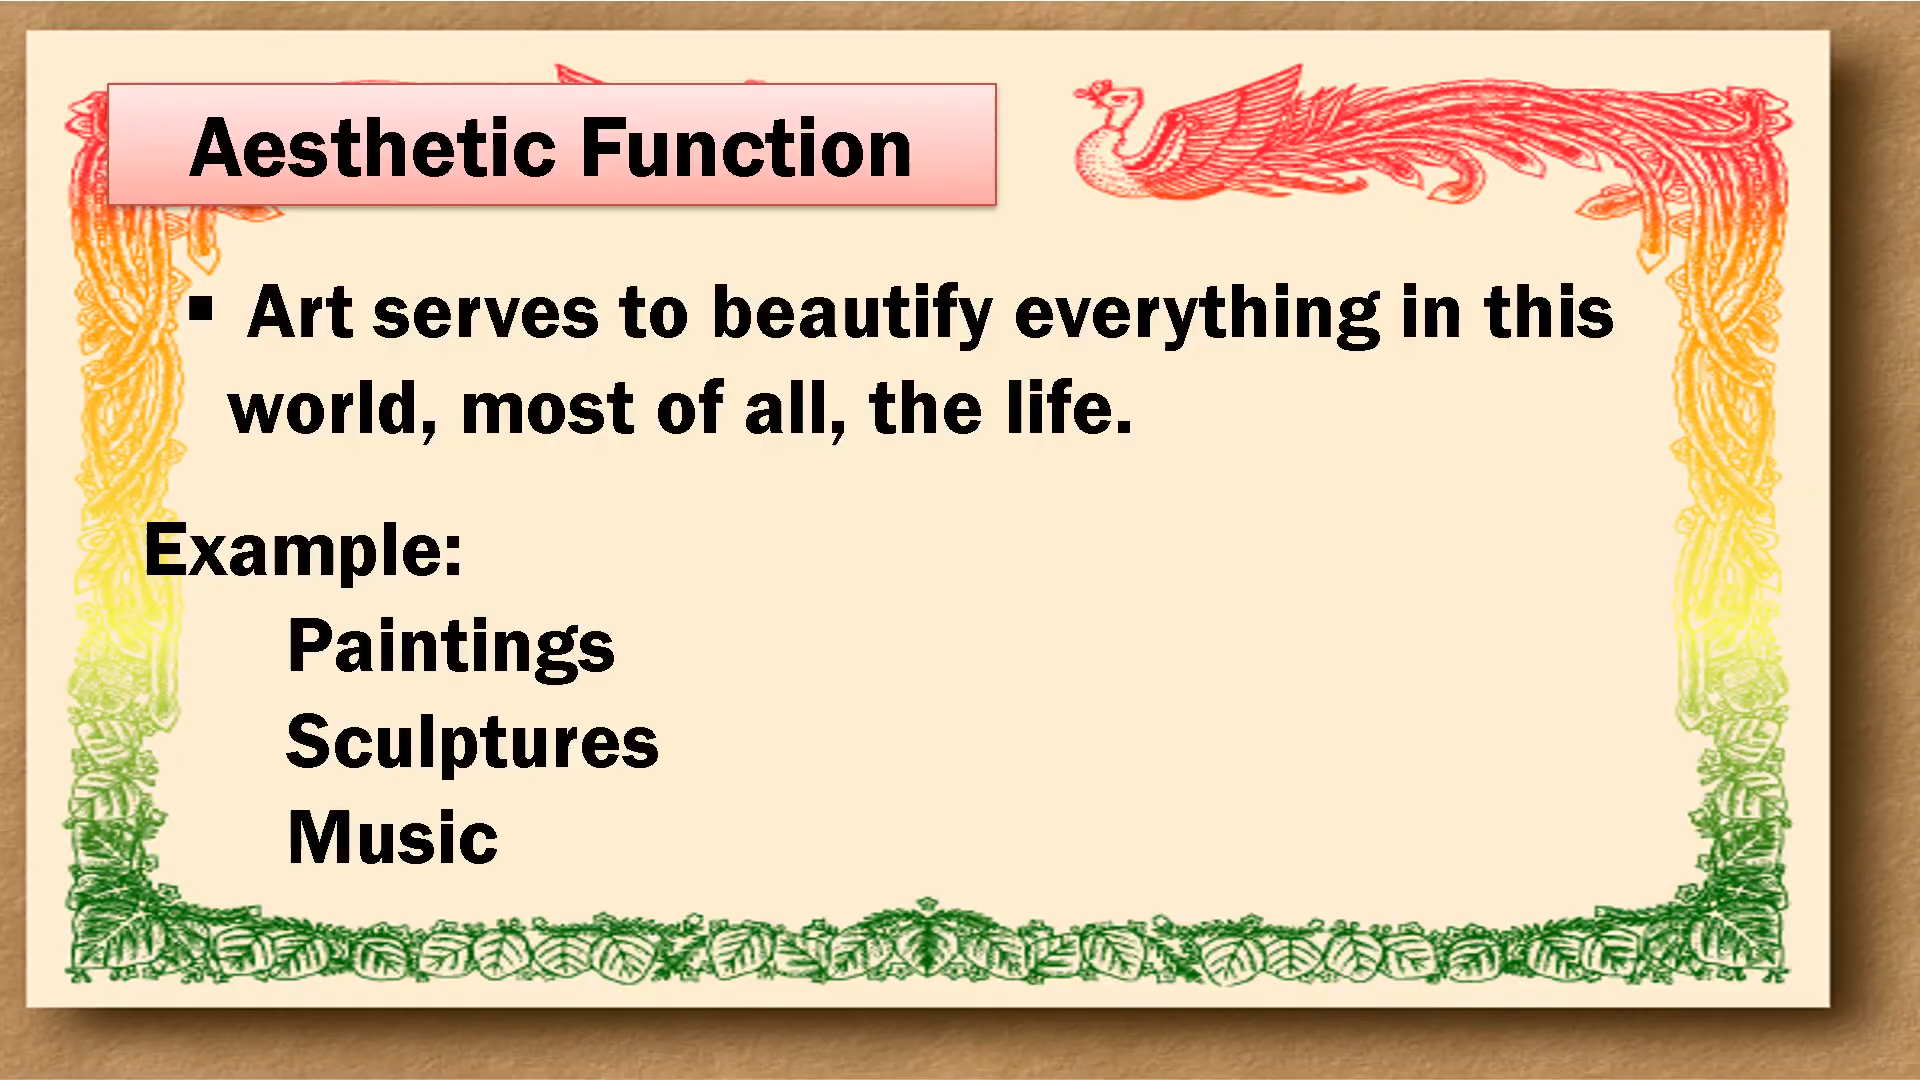 Aesthetic Function
▪ Art serves to beautify everything in this
world, most of all, the life.
Example:
Paintings
Sculptures
Music